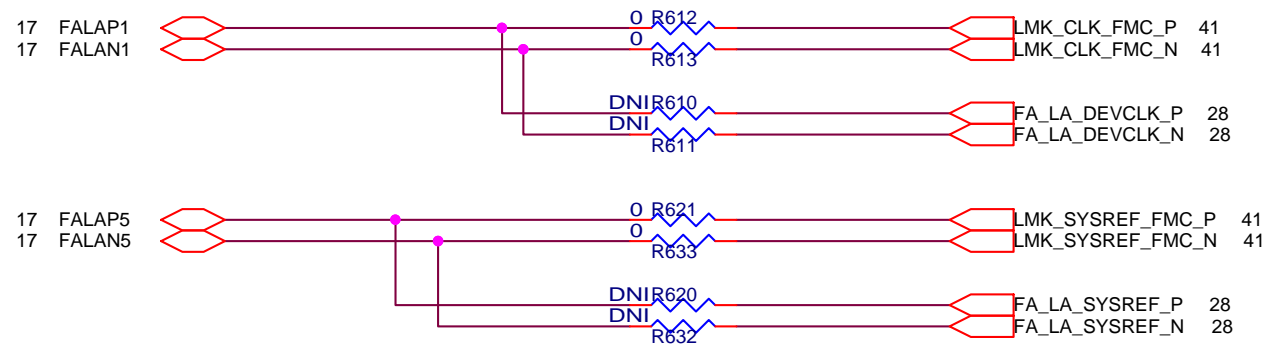 17 FALAP1 0 R612 LMK_CLK_FMC_P 41
17 FALAN1 0 R613 LMK_CLK_FMC_N 41
DNI R610 FA_LA_DEVCLK_P 28
DNI R611 FA_LA_DEVCLK_N 28
17 FALAP5 0 R621 LMK_SYSREF_FMC_P 41
17 FALAN5 0 R633 LMK_SYSREF_FMC_N 41
DNI R620 FA_LA_SYSREF_P 28
DNI R632 FA_LA_SYSREF_N 28